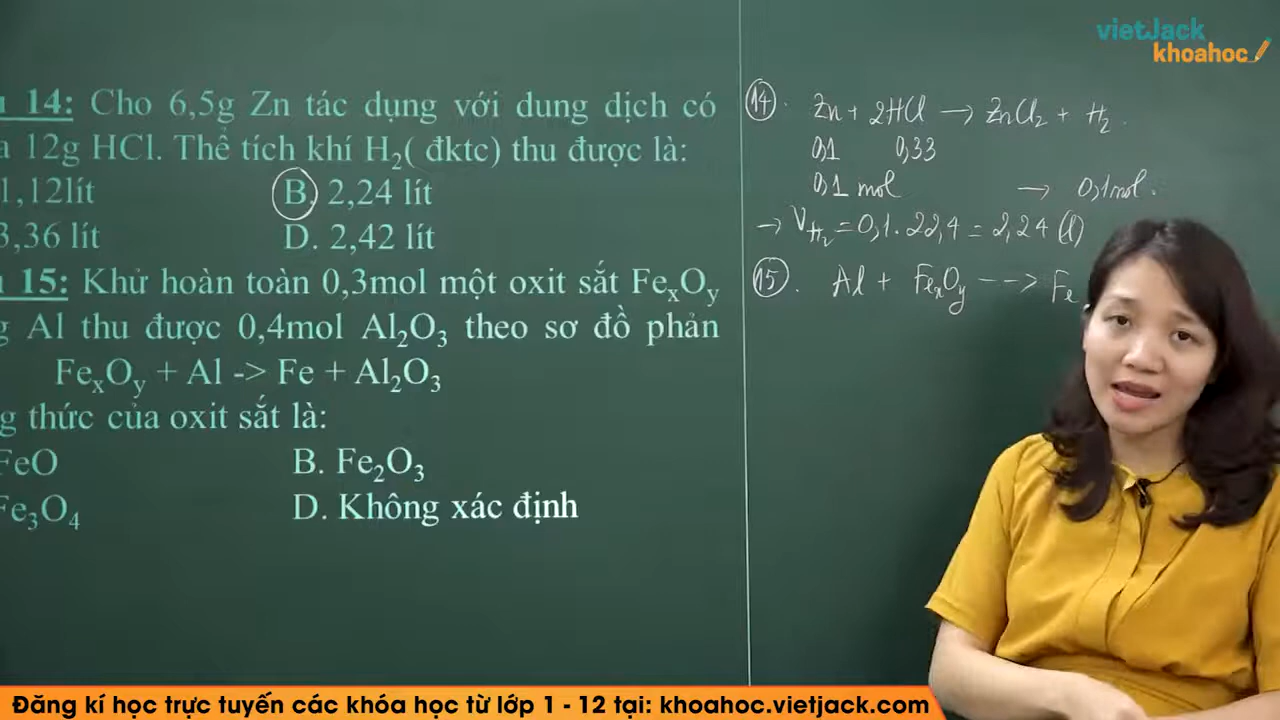 vietJack
khoahoc
14: Cho 6,5g Zn tác dụng với dung dịch có
a 12g HCl. Thể tích khí H₂( đktc) thu được là:
1,12lít B. 2,24 lít
3,36 lít D. 2,42 lít
15: Khử hoàn toàn 0,3mol một oxit sắt FeₓOᵧ
g Al thu được 0,4mol Al₂O₃ theo sơ đồ phản
FeₓOᵧ + Al -> Fe + Al₂O₃
g thức của oxit sắt là:
FeO B. Fe₂O₃
Fe₃O₄ D. Không xác định
14. Zn + 2HCl → ZnCl₂ + H₂.
0,1 0,33
0,1 mol → 0,1mol.
→ V H₂ = 0,1. 22,4 = 2,24 (l)
15. Al + FeₓOᵧ ---> Fe
Đăng kí học trực tuyến các khóa học từ lớp 1 - 12 tại: khoahoc.vietjack.com